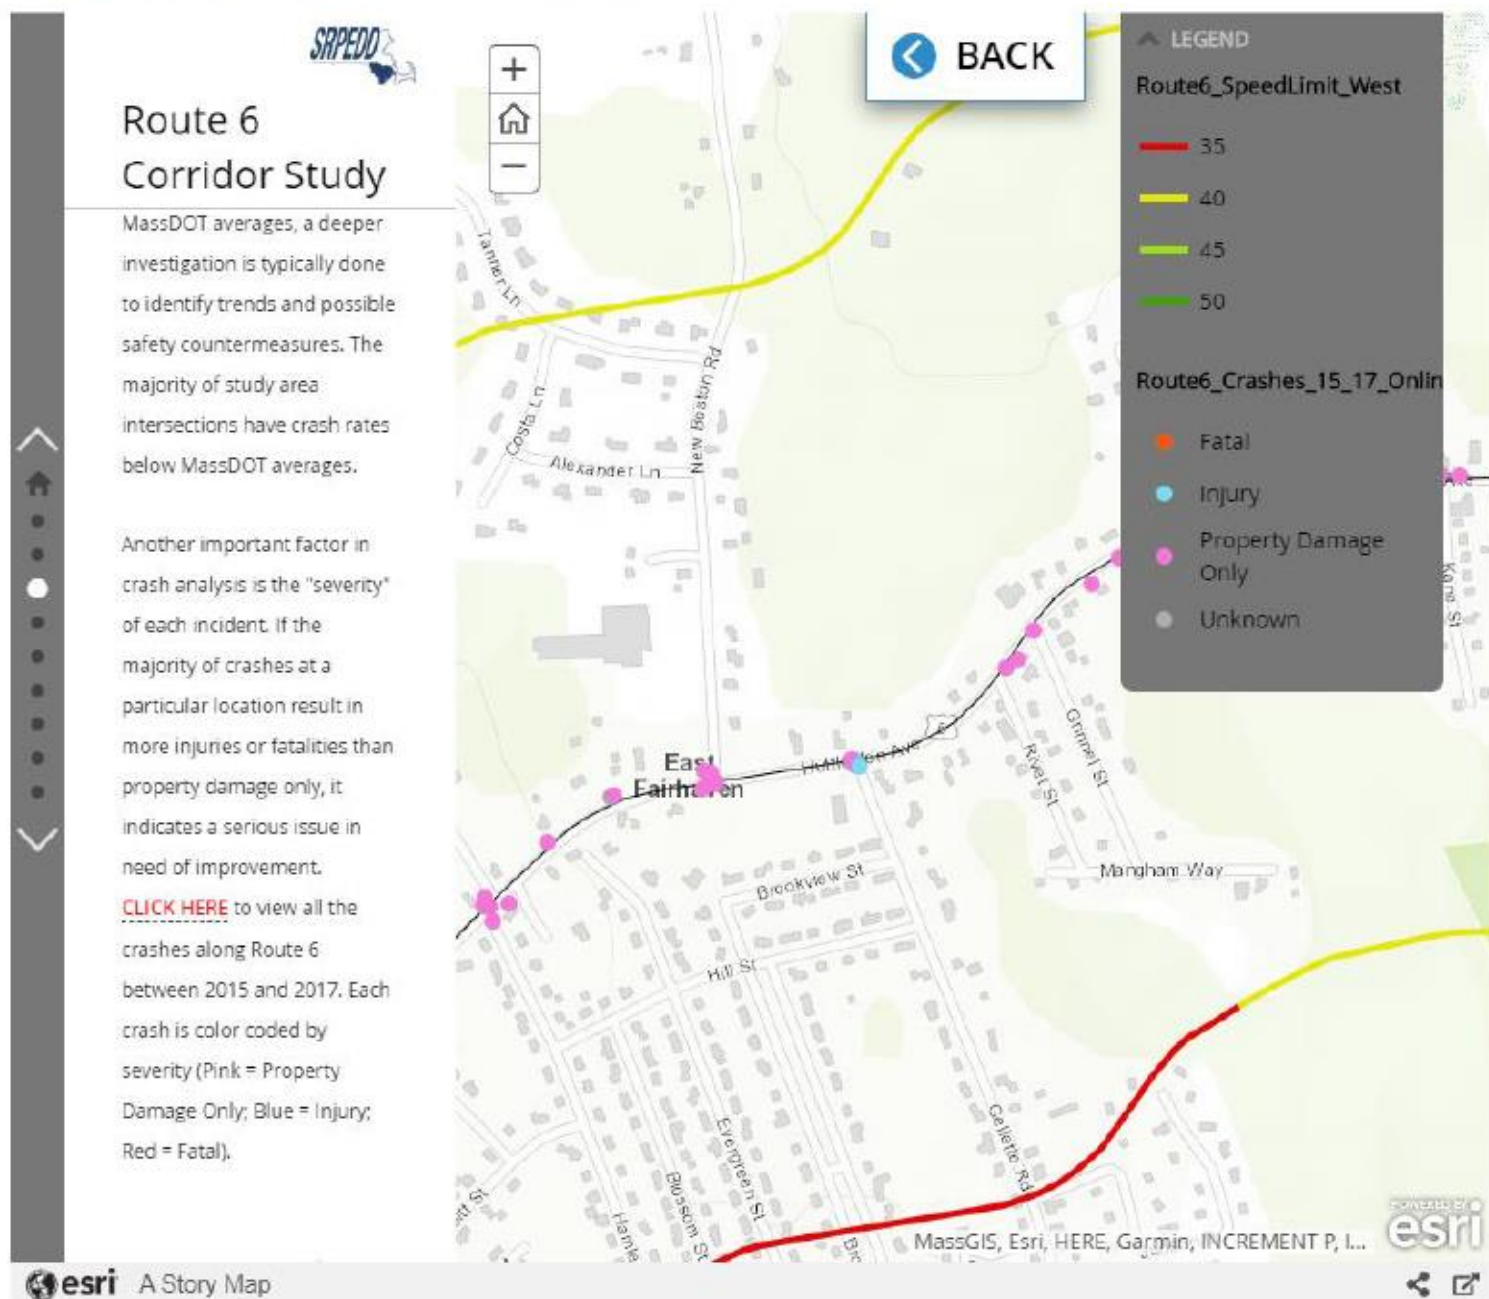 SRPEDD
Route 6
Corridor Study
MassDOT averages, a deeper
investigation is typically done
to identify trends and possible
safety countermeasures. The
majority of study area
intersections have crash rates
below MassDOT averages.
Another important factor in
crash analysis is the "severity"
of each incident. If the
majority of crashes at a
particular location result in
more injuries or fatalities than
property damage only, it
indicates a serious issue in
need of improvement.
CLICK HERE to view all the
crashes along Route 6
between 2015 and 2017. Each
crash is color coded by
severity (Pink = Property
Damage Only; Blue = Injury;
Red = Fatal).
+
−
BACK
LEGEND
Route6_SpeedLimit_West
35
40
45
50
Route6_Crashes_15_17_Onlin
Fatal
Injury
Property Damage
Only
Unknown
Tanner Ln
Costa Ln
Alexander Ln
New Boston Rd
East
Fairhaven
6
Rivet St
Grinnel St
Kane St
Mangham Way
Brookview St
Hill St
Gellette Rd
Evergreen St
Blossom St
MassGIS, Esri, HERE, Garmin, INCREMENT P, I...
POWERED BY
esri
esri A Story Map